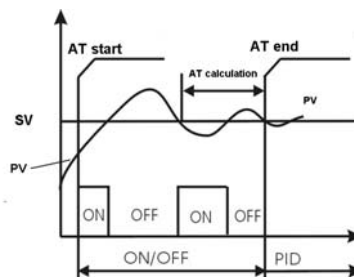 AT start
AT end
AT calculation
PV
SV
PV
ON OFF ON OFF
ON/OFF PID